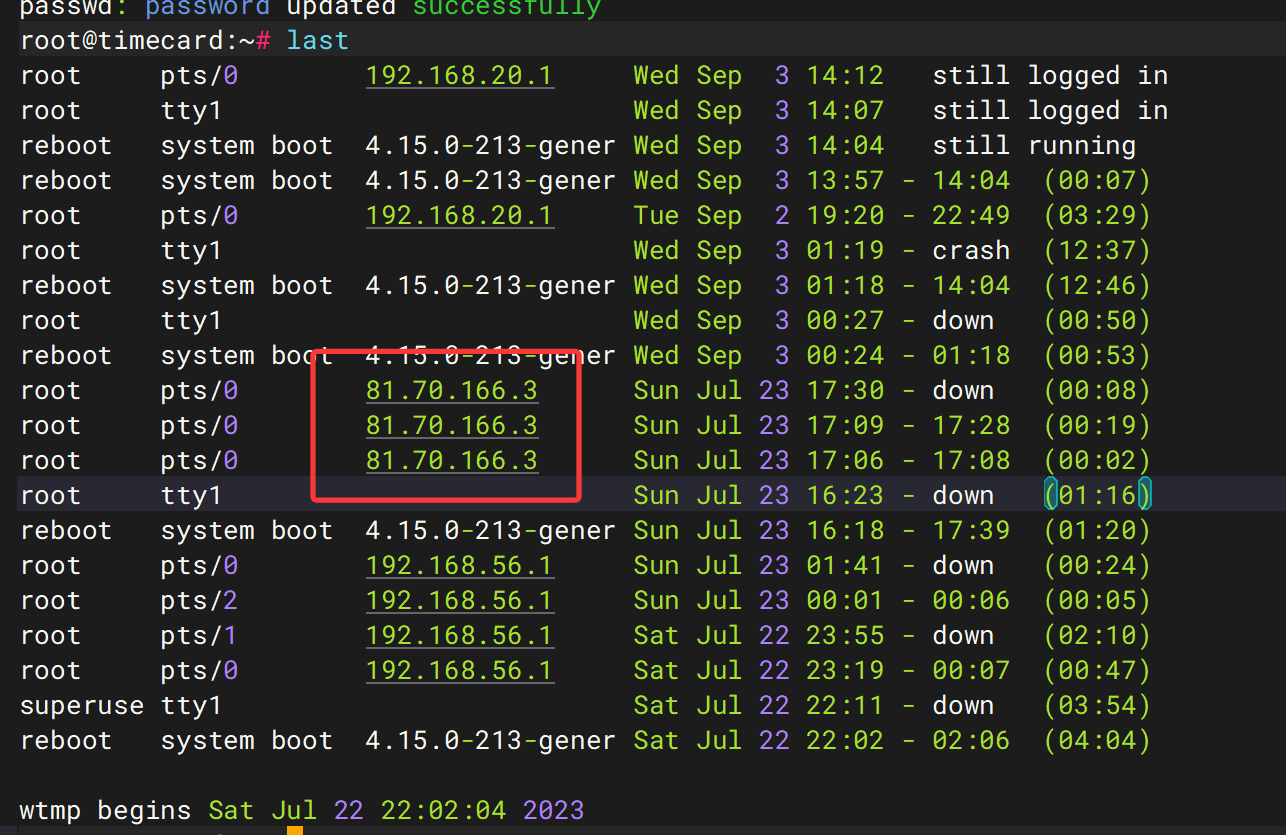 passwd: password updated successfully
root@timecard:~# last
root     pts/0        192.168.20.1     Wed Sep  3 14:12   still logged in
root     tty1                          Wed Sep  3 14:07   still logged in
reboot   system boot  4.15.0-213-gener Wed Sep  3 14:04   still running
reboot   system boot  4.15.0-213-gener Wed Sep  3 13:57 - 14:04  (00:07)
root     pts/0        192.168.20.1     Tue Sep  2 19:20 - 22:49  (03:29)
root     tty1                          Wed Sep  3 01:19 - crash  (12:37)
reboot   system boot  4.15.0-213-gener Wed Sep  3 01:18 - 14:04  (12:46)
root     tty1                          Wed Sep  3 00:27 - down   (00:50)
reboot   system boot  4.15.0-213-gener Wed Sep  3 00:24 - 01:18  (00:53)
root     pts/0        81.70.166.3      Sun Jul 23 17:30 - down   (00:08)
root     pts/0        81.70.166.3      Sun Jul 23 17:09 - 17:28  (00:19)
root     pts/0        81.70.166.3      Sun Jul 23 17:06 - 17:08  (00:02)
root     tty1                          Sun Jul 23 16:23 - down   (01:16)
reboot   system boot  4.15.0-213-gener Sun Jul 23 16:18 - 17:39  (01:20)
root     pts/0        192.168.56.1     Sun Jul 23 01:41 - down   (00:24)
root     pts/2        192.168.56.1     Sun Jul 23 00:01 - 00:06  (00:05)
root     pts/1        192.168.56.1     Sat Jul 22 23:55 - down   (02:10)
root     pts/0        192.168.56.1     Sat Jul 22 23:19 - 00:07  (00:47)
superuse tty1                          Sat Jul 22 22:11 - down   (03:54)
reboot   system boot  4.15.0-213-gener Sat Jul 22 22:02 - 02:06  (04:04)
wtmp begins Sat Jul 22 22:02:04 2023